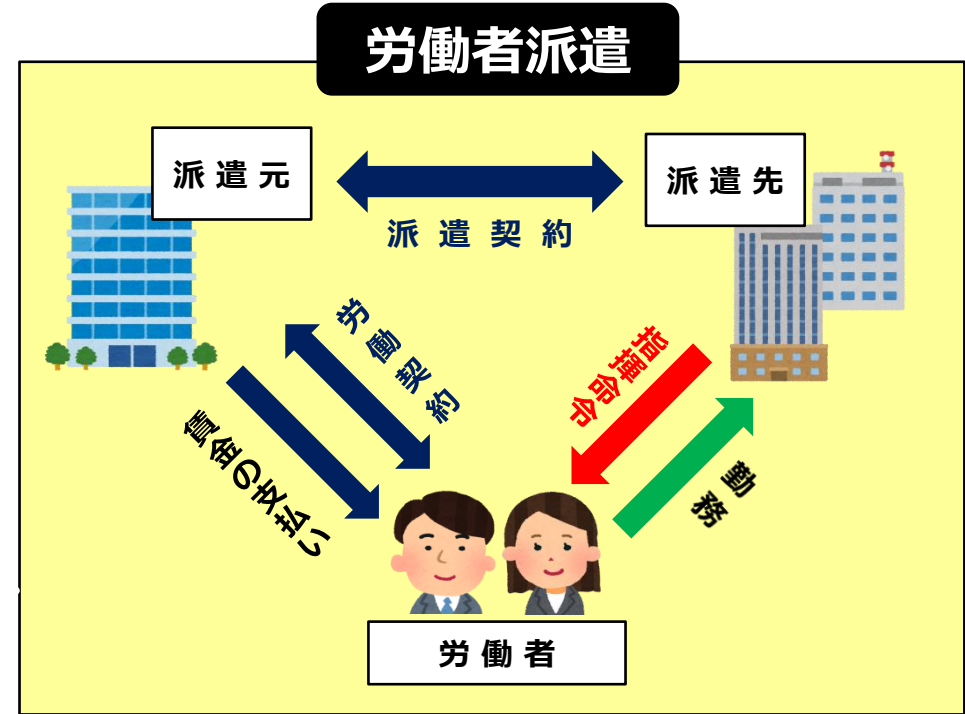 労働者派遣
派遣元
派遣先
派遣契約
労働契約
賃金の支払い
指揮命令
勤務
労働者